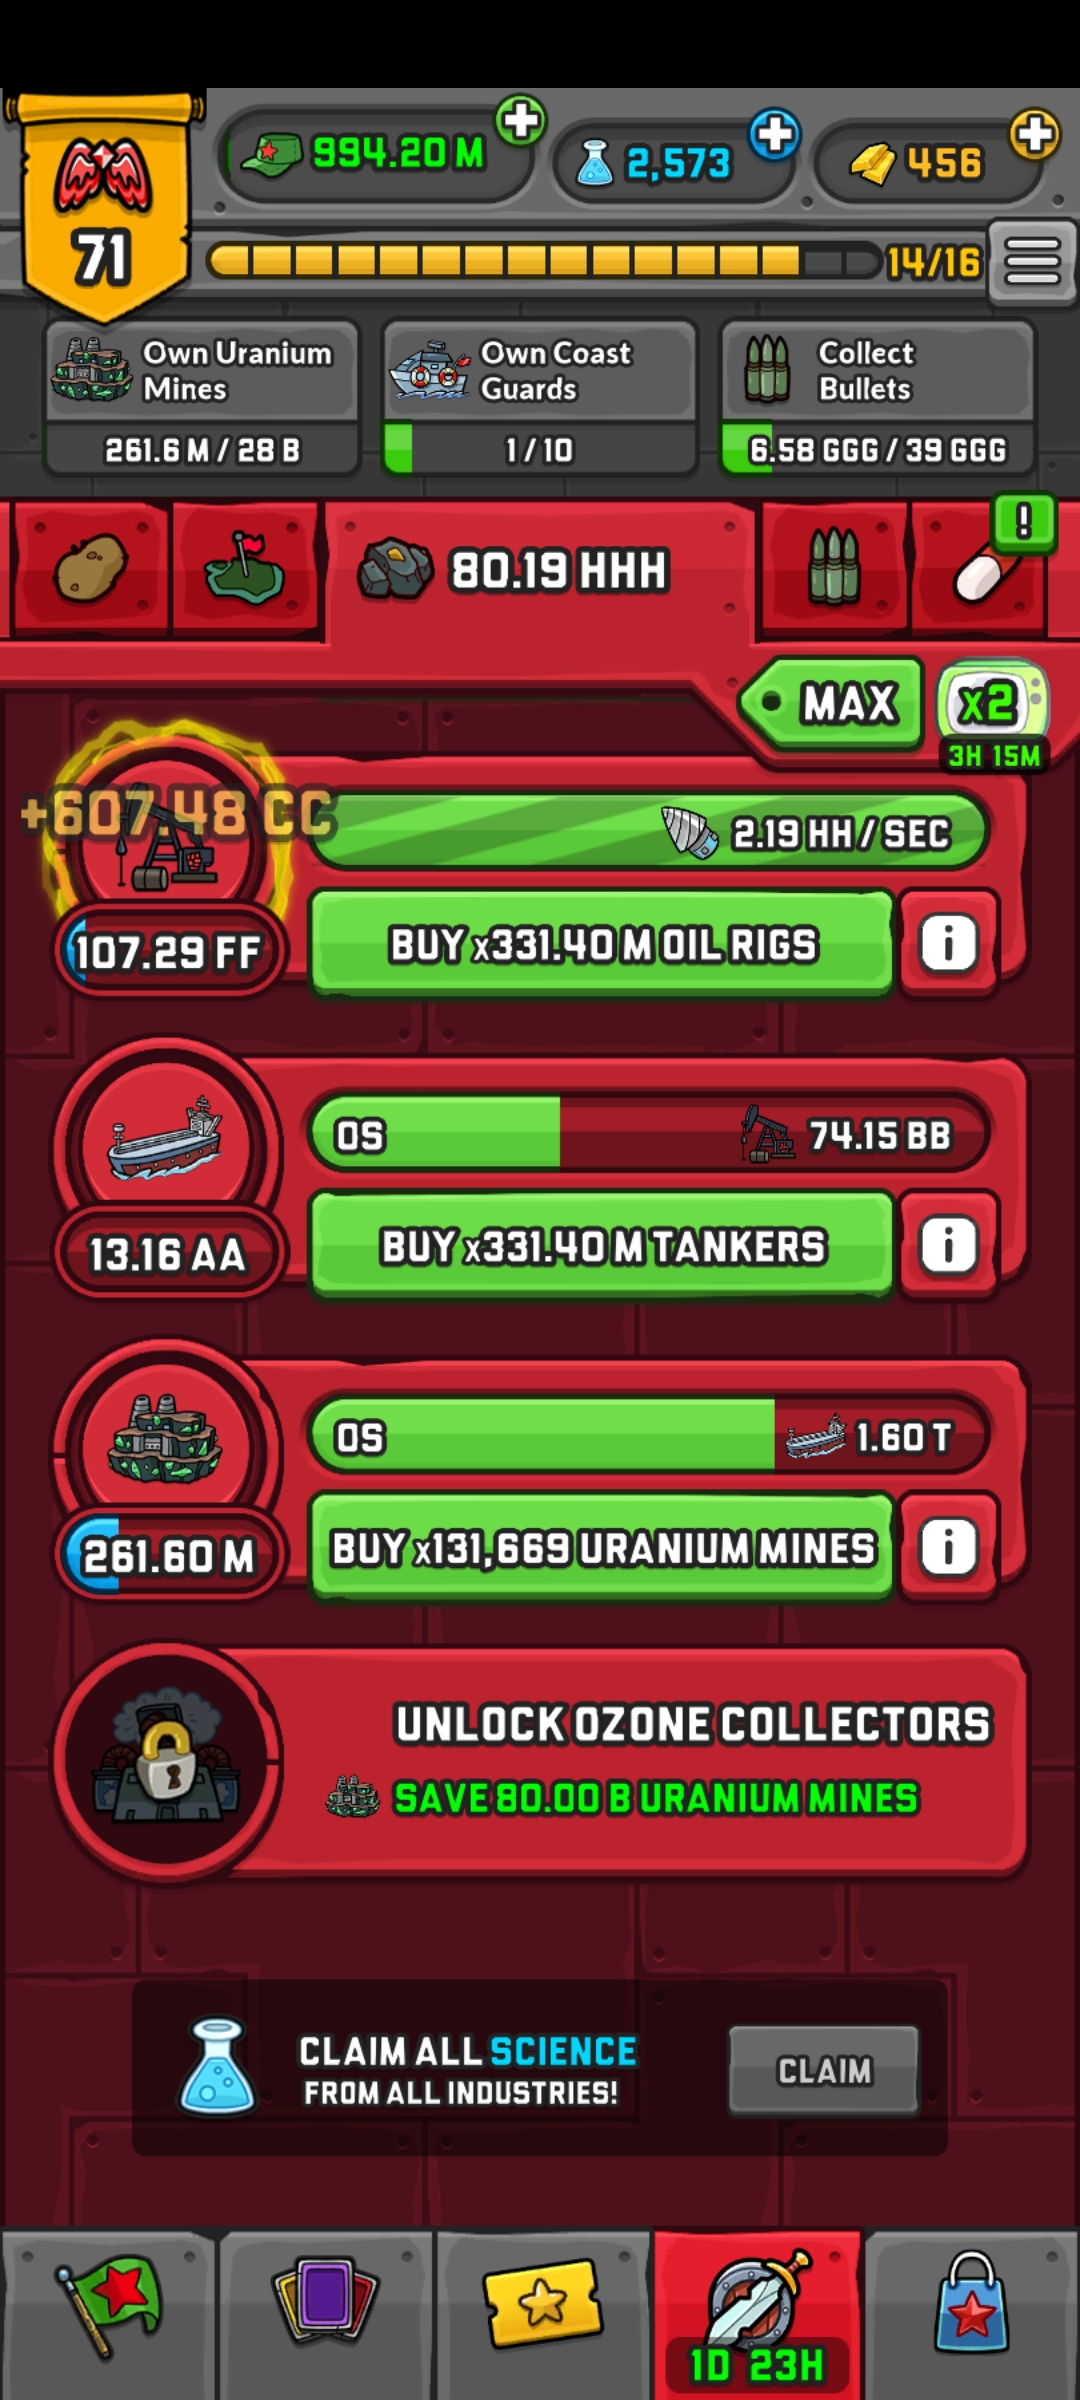 994.20 M
2,573
456
71
14/16
Own Uranium
Mines
261.6 M / 28 B
Own Coast
Guards
1 / 10
Collect
Bullets
6.58 GGG / 39 GGG
!
80.19 HHH
MAX
x2
3H 15M
+607.48 CC
2.19 HH / SEC
107.29 FF
BUY x331.40 M OIL RIGS
i
0S
74.15 BB
13.16 AA
BUY x331.40 M TANKERS
i
0S
1.60 T
261.60 M
BUY x131,669 URANIUM MINES
i
UNLOCK OZONE COLLECTORS
SAVE 80.00 B URANIUM MINES
CLAIM ALL SCIENCE
FROM ALL INDUSTRIES!
CLAIM
1D 23H